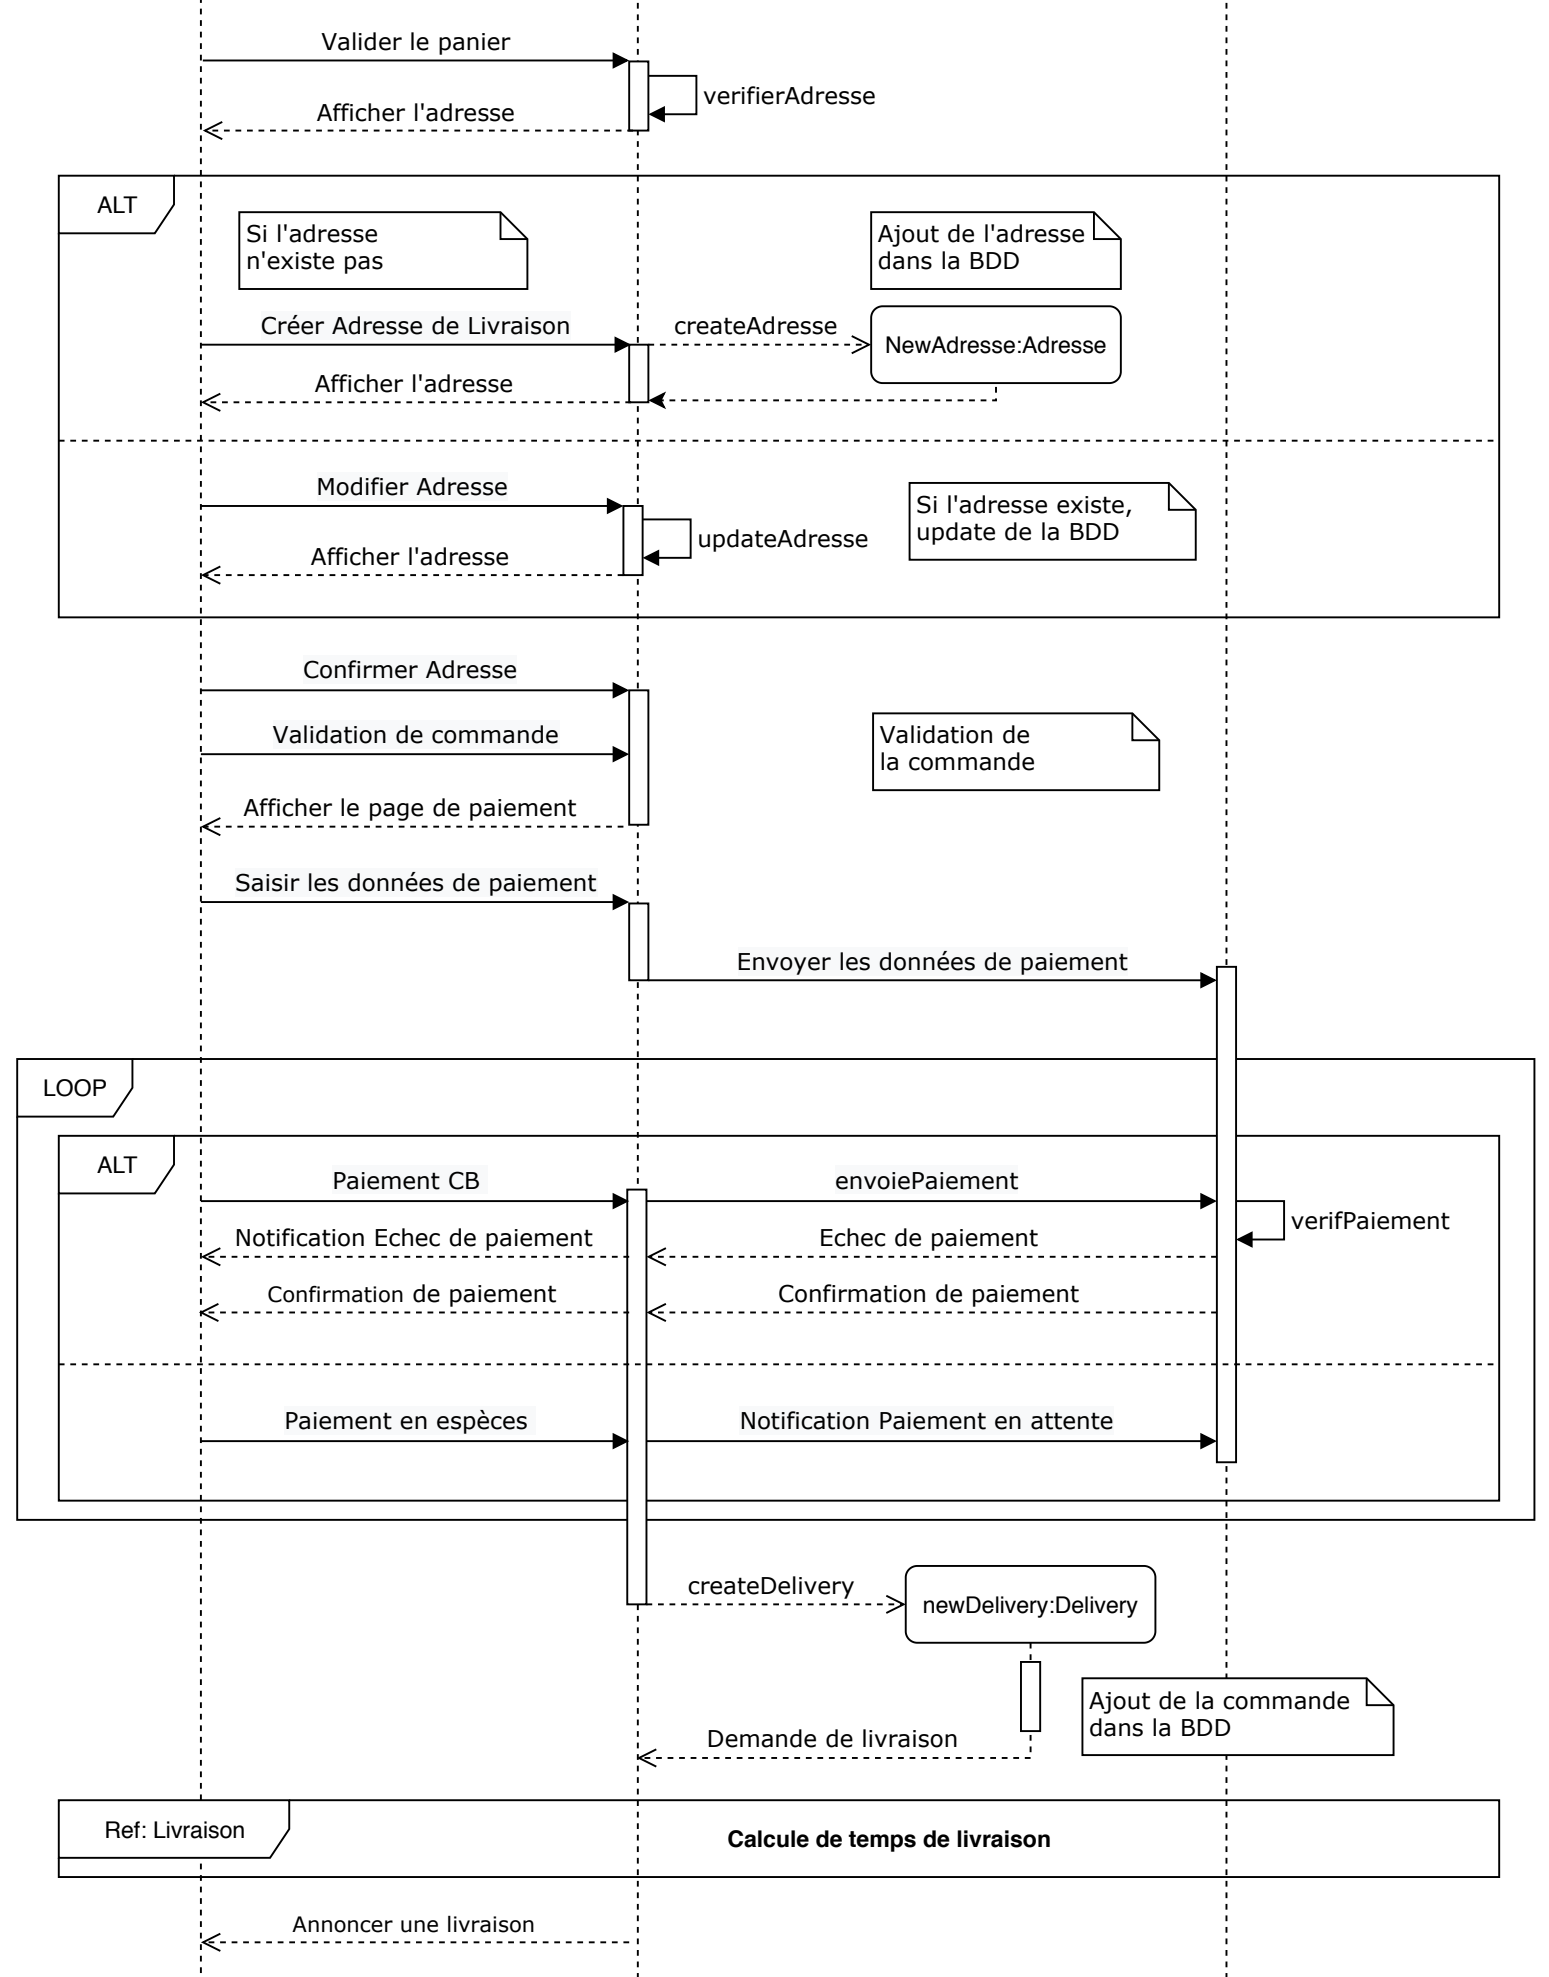 Valider le panier
verifierAdresse
Afficher l'adresse
ALT
Si l'adresse
n'existe pas
Ajout de l'adresse
dans la BDD
Créer Adresse de Livraison
createAdresse
NewAdresse:Adresse
Afficher l'adresse
Modifier Adresse
Si l'adresse existe,
update de la BDD
updateAdresse
Afficher l'adresse
Confirmer Adresse
Validation de commande
Validation de
la commande
Afficher le page de paiement
Saisir les données de paiement
Envoyer les données de paiement
LOOP
ALT
Paiement CB
envoiePaiement
verifPaiement
Notification Echec de paiement
Echec de paiement
Confirmation de paiement
Confirmation de paiement
Paiement en espèces
Notification Paiement en attente
createDelivery
newDelivery:Delivery
Ajout de la commande
dans la BDD
Demande de livraison
Ref: Livraison
Calcule de temps de livraison
Annoncer une livraison